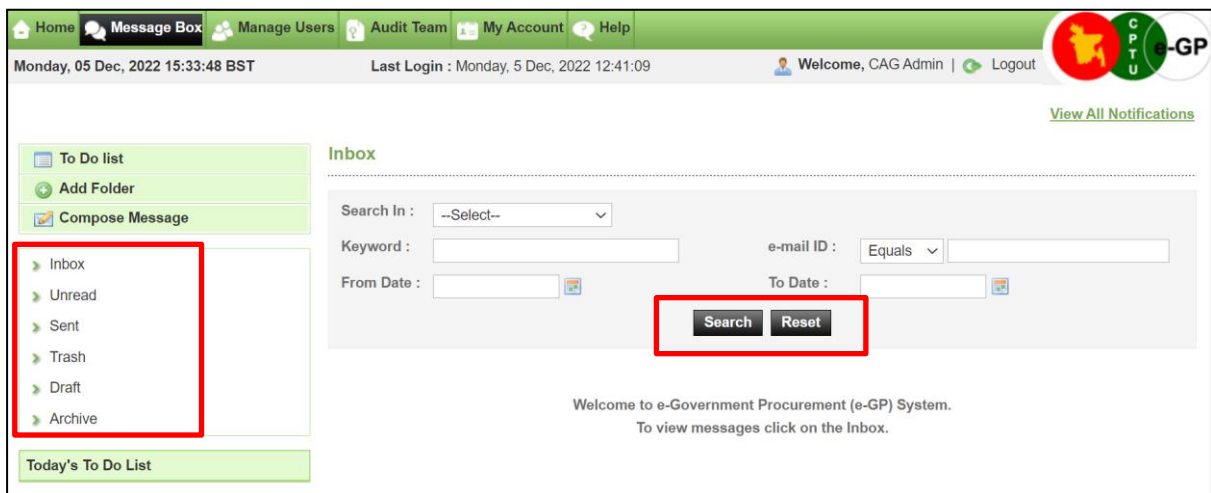 Home Message Box Manage Users Audit Team My Account Help
CPTU e-GP
Monday, 05 Dec, 2022 15:33:48 BST Last Login : Monday, 5 Dec, 2022 12:41:09 Welcome, CAG Admin | Logout
View All Notifications
To Do list
Add Folder
Compose Message
Inbox
Unread
Sent
Trash
Draft
Archive
Today's To Do List
Inbox
Search In : --Select--
Keyword : e-mail ID : Equals
From Date : To Date :
Search Reset
Welcome to e-Government Procurement (e-GP) System.
To view messages click on the Inbox.